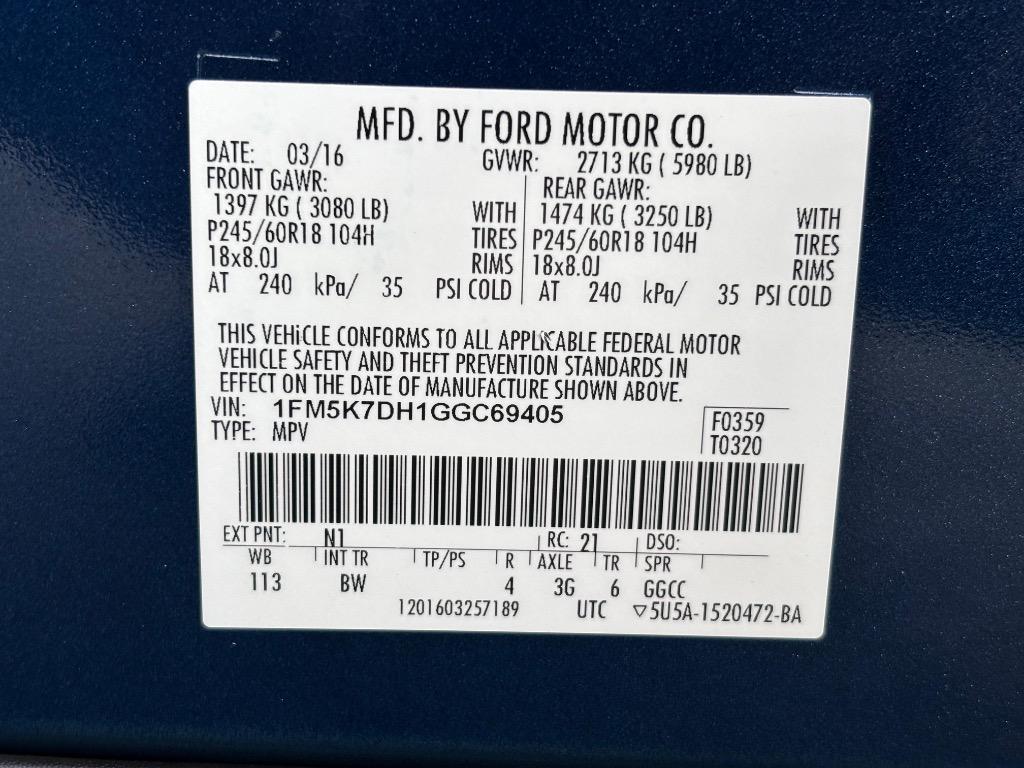 MFD. BY FORD MOTOR CO.
DATE: 03/16 GVWR: 2713 KG ( 5980 LB)
FRONT GAWR: REAR GAWR:
1397 KG ( 3080 LB) WITH 1474 KG ( 3250 LB) WITH
P245/60R18 104H TIRES P245/60R18 104H TIRES
18x8.0J RIMS 18x8.0J RIMS
AT 240 kPa/ 35 PSI COLD AT 240 kPa/ 35 PSI COLD
THIS VEHICLE CONFORMS TO ALL APPLICABLE FEDERAL MOTOR
VEHICLE SAFETY AND THEFT PREVENTION STANDARDS IN
EFFECT ON THE DATE OF MANUFACTURE SHOWN ABOVE.
VIN: 1FM5K7DH1GGC69405 F0359
TYPE: MPV T0320
EXT PNT: N1 RC: 21 DSO:
WB INT TR TP/PS R AXLE TR SPR
113 BW 4 3G 6 GGCC
1201603257189 UTC ▽5U5A-1520472-BA